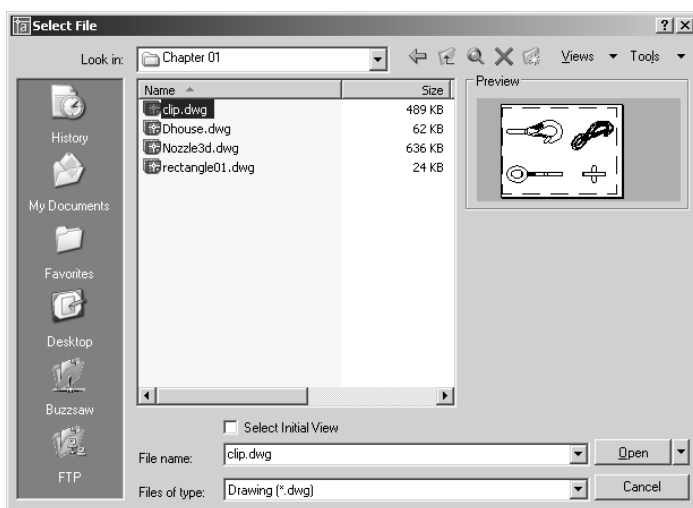 Select File
Look in: Chapter 01 Views Tools
Name Size
clip.dwg 489 KB
Dhouse.dwg 62 KB
Nozzle3d.dwg 636 KB
rectangle01.dwg 24 KB
Preview
History
My Documents
Favorites
Desktop
Buzzsaw
FTP
Select Initial View
File name: clip.dwg Open
Files of type: Drawing (*.dwg) Cancel